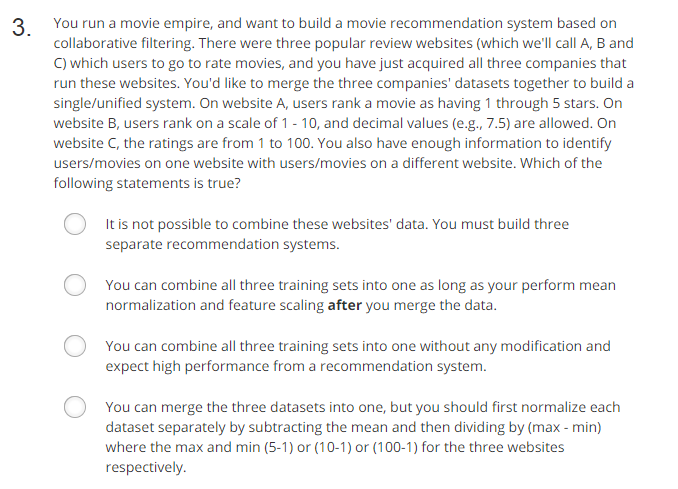 3. You run a movie empire, and want to build a movie recommendation system based on
collaborative filtering. There were three popular review websites (which we'll call A, B and
C) which users to go to rate movies, and you have just acquired all three companies that
run these websites. You'd like to merge the three companies' datasets together to build a
single/unified system. On website A, users rank a movie as having 1 through 5 stars. On
website B, users rank on a scale of 1 - 10, and decimal values (e.g., 7.5) are allowed. On
website C, the ratings are from 1 to 100. You also have enough information to identify
users/movies on one website with users/movies on a different website. Which of the
following statements is true?
It is not possible to combine these websites' data. You must build three
separate recommendation systems.
You can combine all three training sets into one as long as your perform mean
normalization and feature scaling after you merge the data.
You can combine all three training sets into one without any modification and
expect high performance from a recommendation system.
You can merge the three datasets into one, but you should first normalize each
dataset separately by subtracting the mean and then dividing by (max - min)
where the max and min (5-1) or (10-1) or (100-1) for the three websites
respectively.